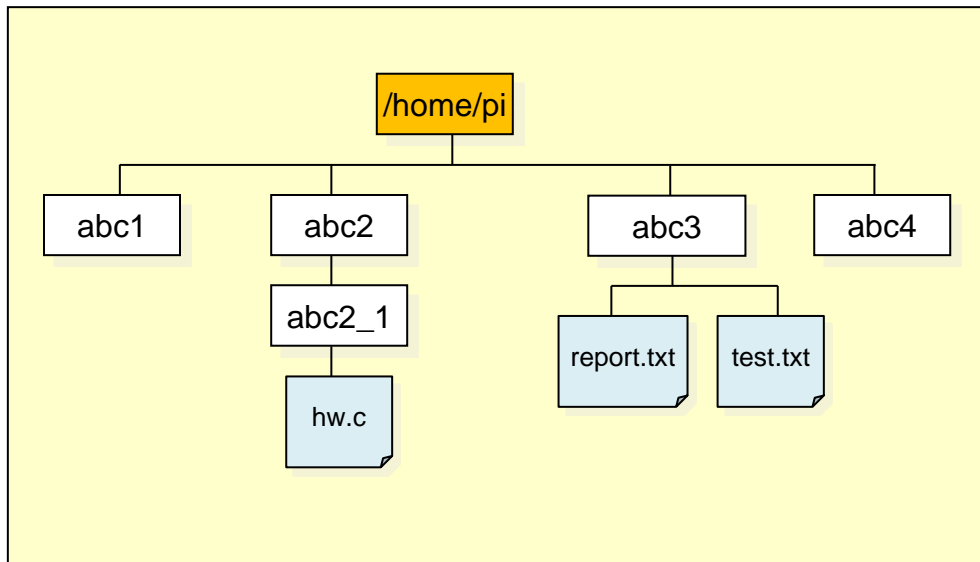 /home/pi
abc1
abc2
abc3
abc4
abc2_1
report.txt
test.txt
hw.c